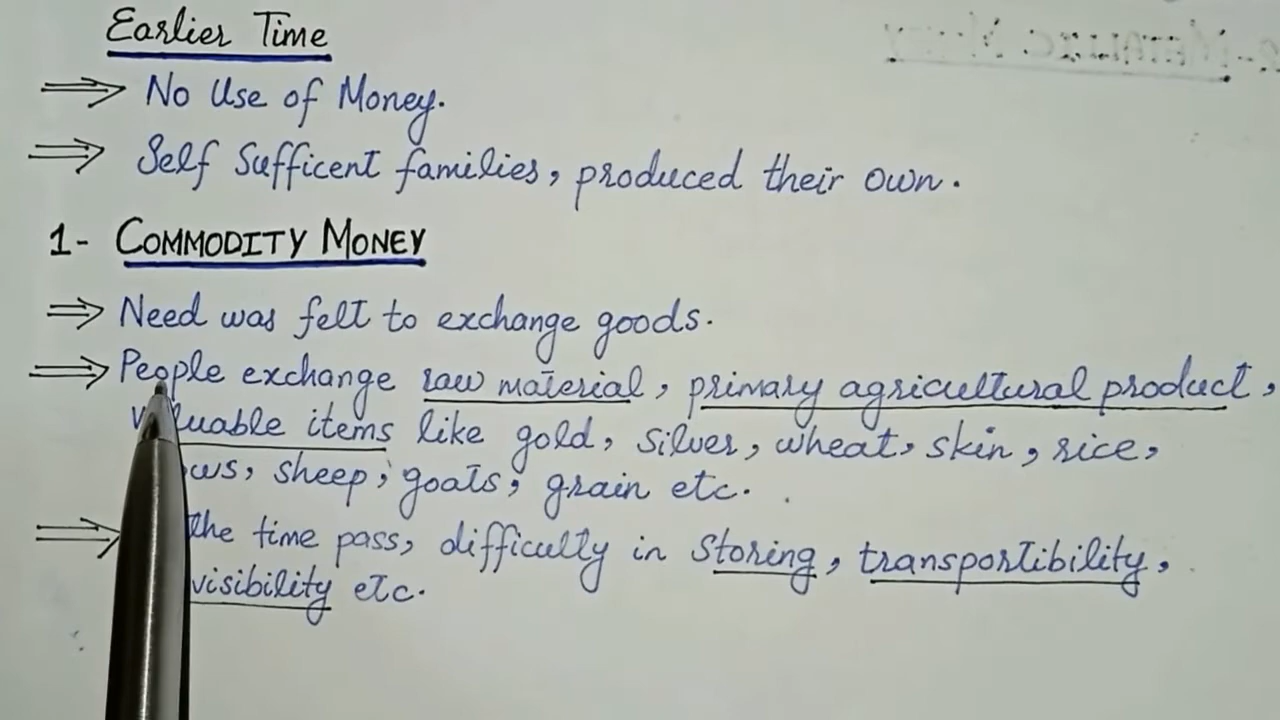 Earlier Time
⇒ No Use of Money.
⇒ Self Sufficent families, produced their own.
1- COMMODITY MONEY
⇒ Need was felt to exchange goods.
⇒ People exchange raw material, primary agricultural product,
valuable items like gold, silver, wheat, skin, rice,
sheep, goats, grain etc.
⇒ the time pass, difficulty in storing, transportibility,
visibility etc.